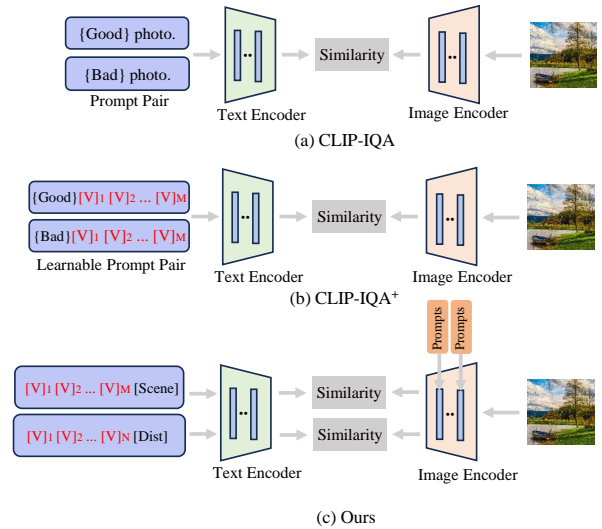 {Good} photo.
{Bad} photo.
Prompt Pair
Text Encoder
Similarity
Image Encoder
(a) CLIP-IQA
{Good}[V]1 [V]2 ... [V]M
{Bad}[V]1 [V]2 ... [V]M
Learnable Prompt Pair
Text Encoder
Similarity
Image Encoder
(b) CLIP-IQA+
Prompts
Prompts
[V]1 [V]2 ... [V]M [Scene]
[V]1 [V]2 ... [V]N [Dist]
Text Encoder
Similarity
Similarity
Image Encoder
(c) Ours